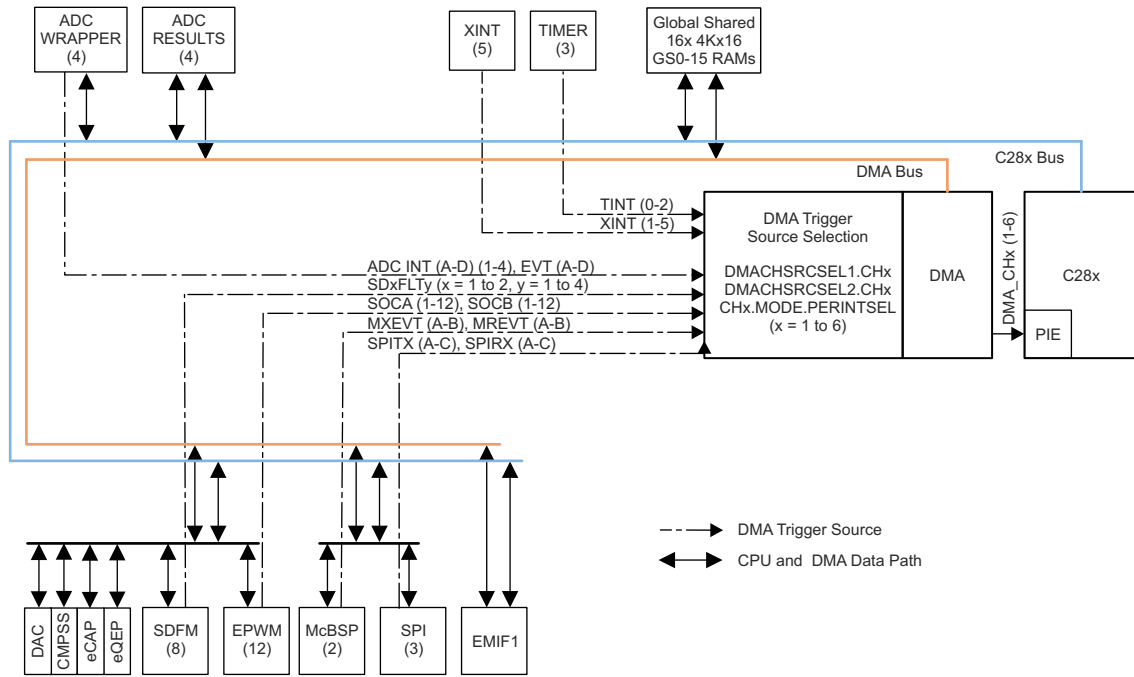 ADC
WRAPPER
(4)
ADC
RESULTS
(4)
XINT
(5)
TIMER
(3)
Global Shared
16x 4Kx16
GS0-15 RAMs
C28x Bus
DMA Bus
TINT (0-2)
XINT (1-5)
ADC INT (A-D) (1-4), EVT (A-D)
SDxFLTy (x = 1 to 2, y = 1 to 4)
SOCA (1-12), SOCB (1-12)
MXEVT (A-B), MREVT (A-B)
SPITX (A-C), SPIRX (A-C)
DMA Trigger
Source Selection
DMACHSRCSEL1.CHx
DMACHSRCSEL2.CHx
CHx.MODE.PERINTSEL
(x = 1 to 6)
DMA
DMA_CHx (1-6)
C28x
PIE
DMA Trigger Source
CPU and DMA Data Path
DAC
CMPSS
eCAP
eQEP
SDFM
(8)
EPWM
(12)
McBSP
(2)
SPI
(3)
EMIF1